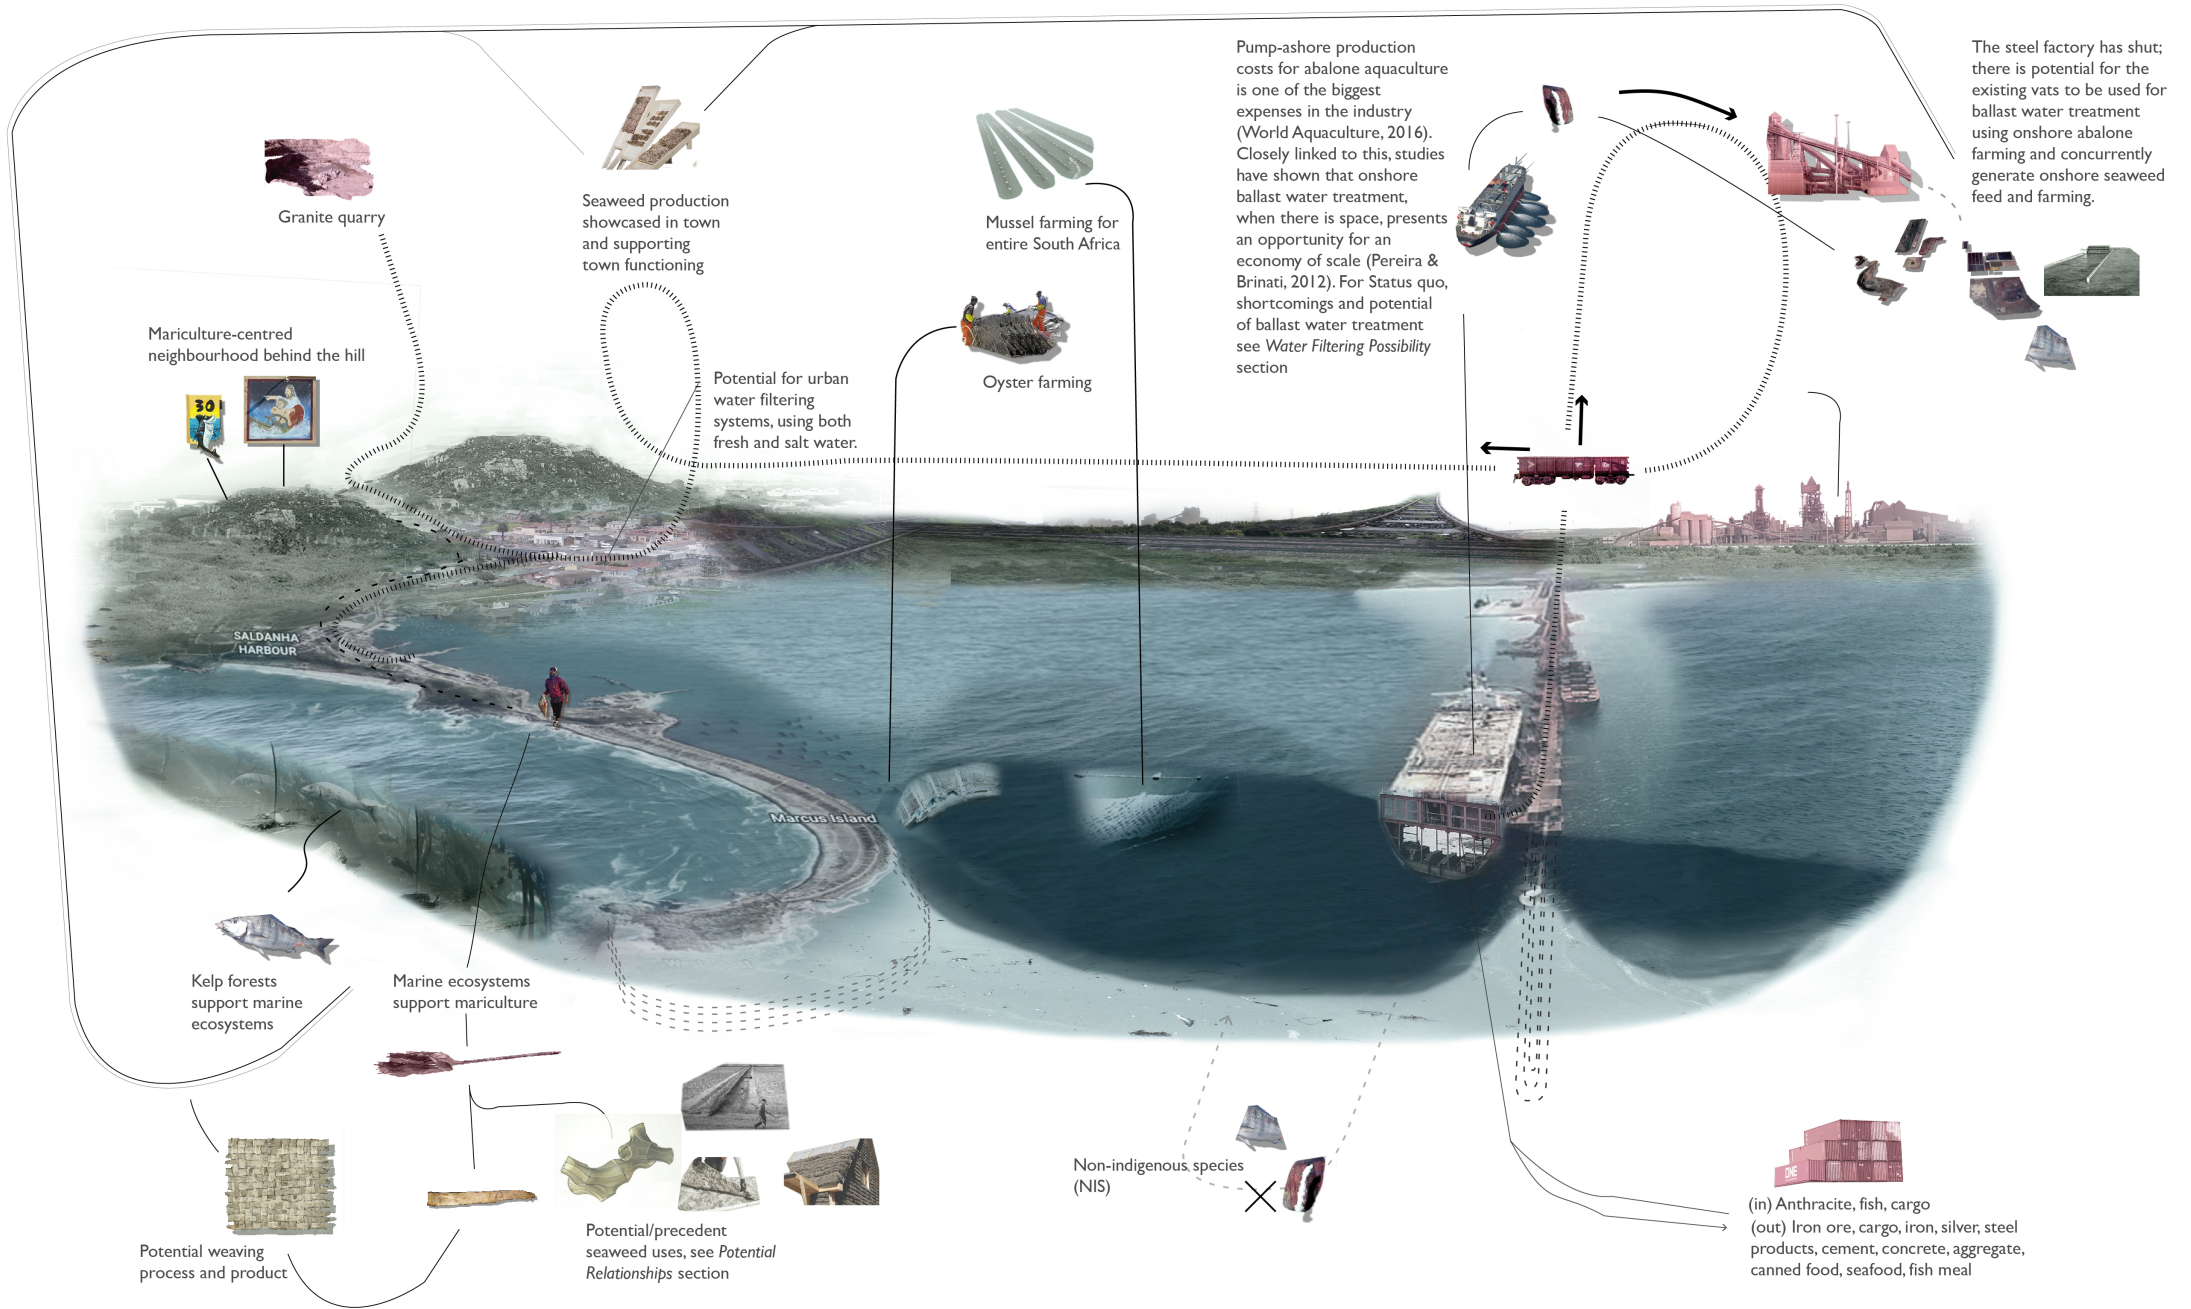 Pump-ashore production
costs for abalone aquaculture
is one of the biggest
expenses in the industry
(World Aquaculture, 2016).
Closely linked to this, studies
have shown that onshore
ballast water treatment,
when there is space, presents
an opportunity for an
economy of scale (Pereira &
Brinati, 2012). For Status quo,
shortcomings and potential
of ballast water treatment
see Water Filtering Possibility
section
The steel factory has shut;
there is potential for the
existing vats to be used for
ballast water treatment
using onshore abalone
farming and concurrently
generate onshore seaweed
feed and farming.
Granite quarry
Seaweed production
showcased in town
and supporting
town functioning
Mussel farming for
entire South Africa
Mariculture-centred
neighbourhood behind the hill
30
Potential for urban
water filtering
systems, using both
fresh and salt water.
Oyster farming
SALDANHA
HARBOUR
Marcus Island
Kelp forests
support marine
ecosystems
Marine ecosystems
support mariculture
Non-indigenous species
(NIS)
ONE
(in) Anthracite, fish, cargo
(out) Iron ore, cargo, iron, silver, steel
products, cement, concrete, aggregate,
canned food, seafood, fish meal
Potential weaving
process and product
Potential/precedent
seaweed uses, see Potential
Relationships section